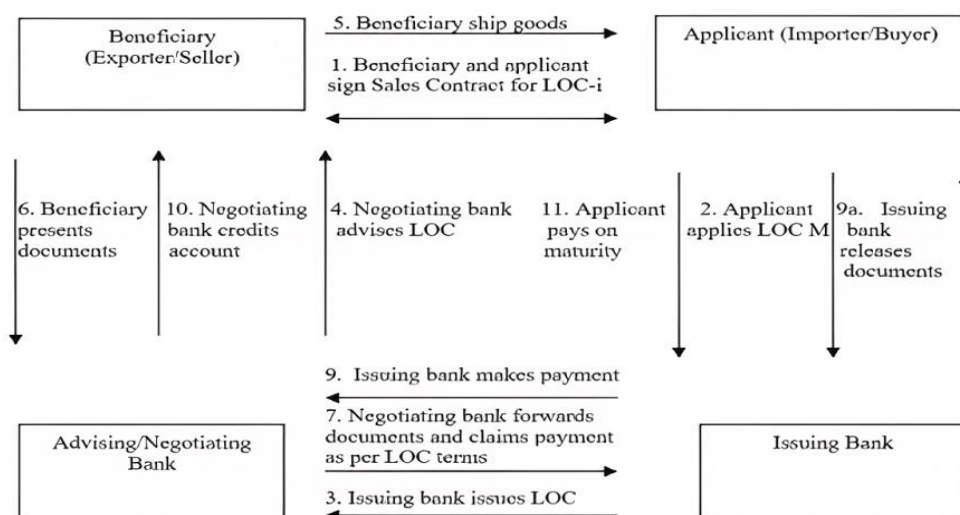 5. Beneficiary ship goods
Beneficiary
(Exporter/Seller)
Applicant (Importer/Buyer)
1. Beneficiary and applicant
sign Sales Contract for LOC-i
6. Beneficiary
presents
documents
10. Negotiating
bank credits
account
4. Negotiating bank
advises LOC
11. Applicant
pays on
maturity
2. Applicant
applies LOC M
9a. Issuing
bank
releases
documents
9. Issuing bank makes payment
7. Negotiating bank forwards
documents and claims payment
as per LOC terms
Advising/Negotiating
Bank
Issuing Bank
3. Issuing bank issues LOC